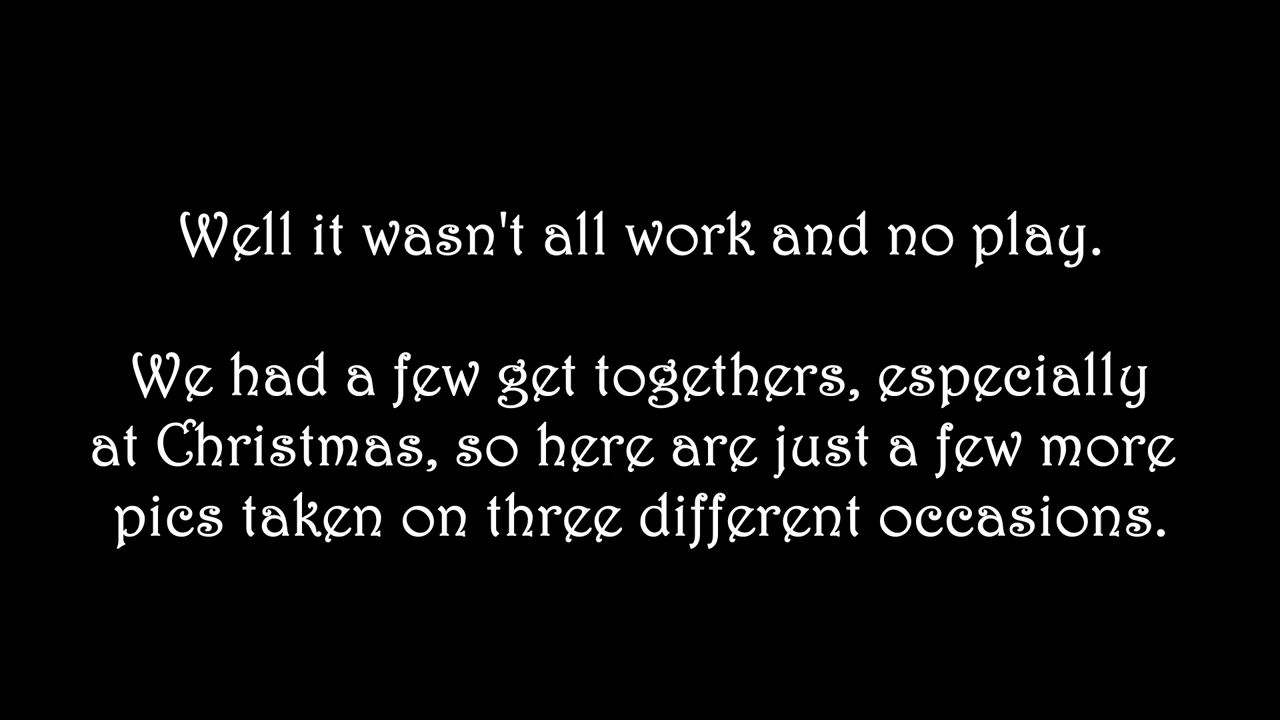 Well it wasn't all work and no play.
We had a few get togethers, especially
at Christmas, so here are just a few more
pics taken on three different occasions.